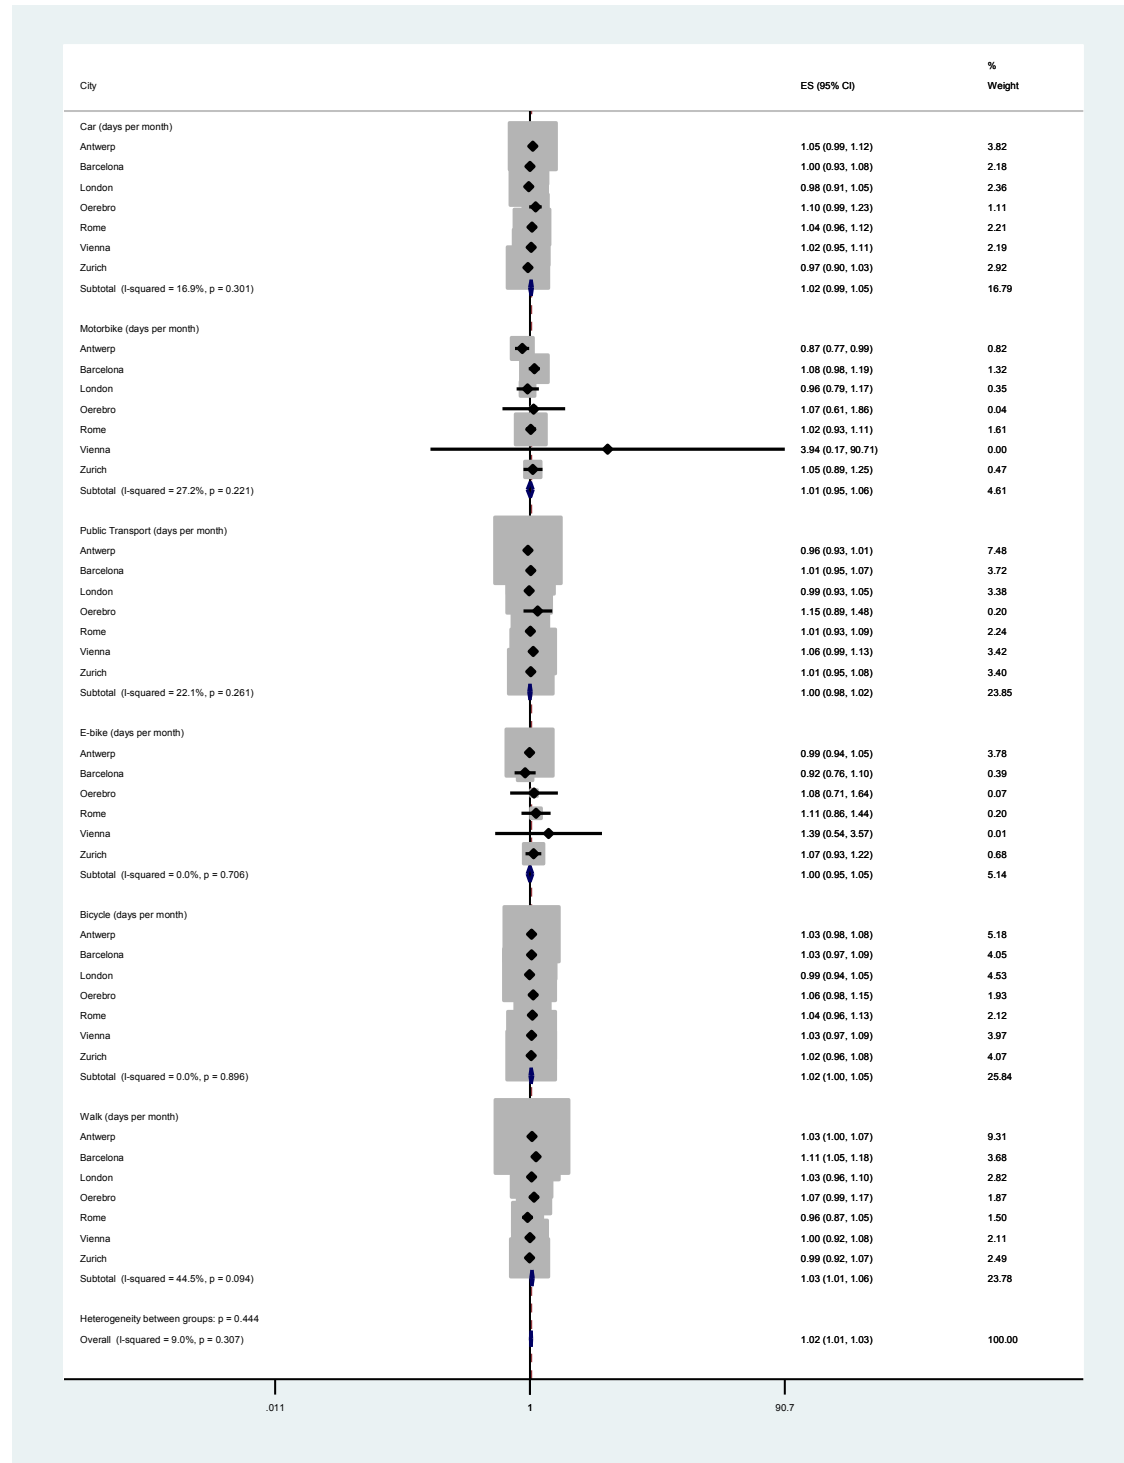 %
City ES (95% CI) Weight
Car (days per month)
Antwerp 1.05 (0.99, 1.12) 3.82
Barcelona 1.00 (0.93, 1.08) 2.18
London 0.98 (0.91, 1.05) 2.36
Oerebro 1.10 (0.99, 1.23) 1.11
Rome 1.04 (0.96, 1.12) 2.21
Vienna 1.02 (0.95, 1.11) 2.19
Zurich 0.97 (0.90, 1.03) 2.92
Subtotal (I-squared = 16.9%, p = 0.301) 1.02 (0.99, 1.05) 16.79
Motorbike (days per month)
Antwerp 0.87 (0.77, 0.99) 0.82
Barcelona 1.08 (0.98, 1.19) 1.32
London 0.96 (0.79, 1.17) 0.35
Oerebro 1.07 (0.61, 1.86) 0.04
Rome 1.02 (0.93, 1.11) 1.61
Vienna 3.94 (0.17, 90.71) 0.00
Zurich 1.05 (0.89, 1.25) 0.47
Subtotal (I-squared = 27.2%, p = 0.221) 1.01 (0.95, 1.06) 4.61
Public Transport (days per month)
Antwerp 0.96 (0.93, 1.01) 7.48
Barcelona 1.01 (0.95, 1.07) 3.72
London 0.99 (0.93, 1.05) 3.38
Oerebro 1.15 (0.89, 1.48) 0.20
Rome 1.01 (0.93, 1.09) 2.24
Vienna 1.06 (0.99, 1.13) 3.42
Zurich 1.01 (0.95, 1.08) 3.40
Subtotal (I-squared = 22.1%, p = 0.261) 1.00 (0.98, 1.02) 23.85
E-bike (days per month)
Antwerp 0.99 (0.94, 1.05) 3.78
Barcelona 0.92 (0.76, 1.10) 0.39
Oerebro 1.08 (0.71, 1.64) 0.07
Rome 1.11 (0.86, 1.44) 0.20
Vienna 1.39 (0.54, 3.57) 0.01
Zurich 1.07 (0.93, 1.22) 0.68
Subtotal (I-squared = 0.0%, p = 0.706) 1.00 (0.95, 1.05) 5.14
Bicycle (days per month)
Antwerp 1.03 (0.98, 1.08) 5.18
Barcelona 1.03 (0.97, 1.09) 4.05
London 0.99 (0.94, 1.05) 4.53
Oerebro 1.06 (0.98, 1.15) 1.93
Rome 1.04 (0.96, 1.13) 2.12
Vienna 1.03 (0.97, 1.09) 3.97
Zurich 1.02 (0.96, 1.08) 4.07
Subtotal (I-squared = 0.0%, p = 0.896) 1.02 (1.00, 1.05) 25.84
Walk (days per month)
Antwerp 1.03 (1.00, 1.07) 9.31
Barcelona 1.11 (1.05, 1.18) 3.68
London 1.03 (0.96, 1.10) 2.82
Oerebro 1.07 (0.99, 1.17) 1.87
Rome 0.96 (0.87, 1.05) 1.50
Vienna 1.00 (0.92, 1.08) 2.11
Zurich 0.99 (0.92, 1.07) 2.49
Subtotal (I-squared = 44.5%, p = 0.094) 1.03 (1.01, 1.06) 23.78
Heterogeneity between groups: p = 0.444
Overall (I-squared = 9.0%, p = 0.307) 1.02 (1.01, 1.03) 100.00
.011 1 90.7